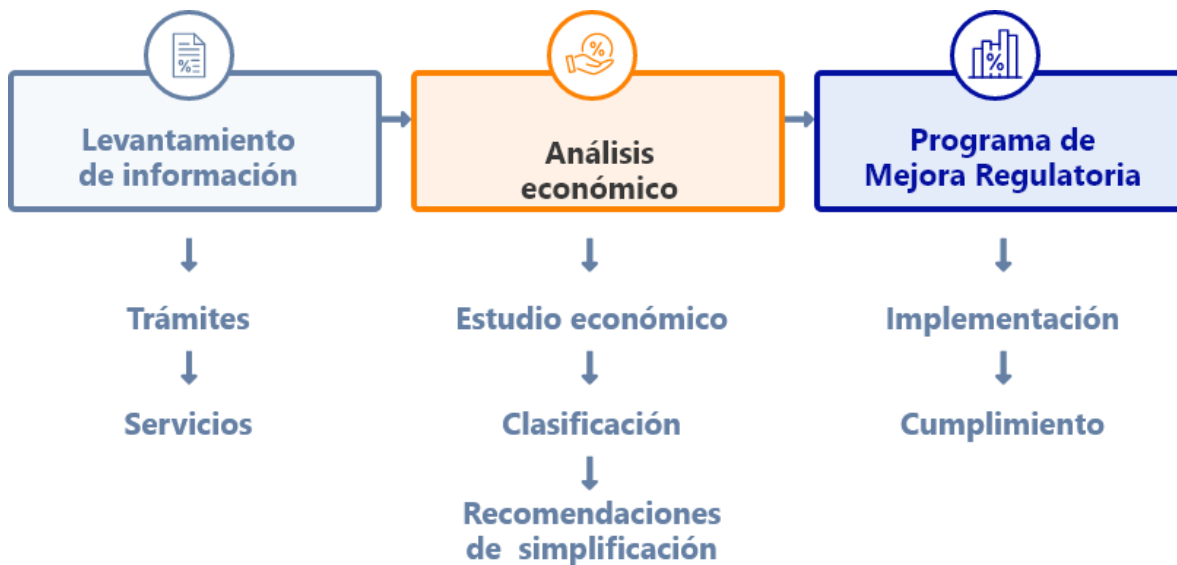 Levantamiento
de información
Análisis
económico
Programa de
Mejora Regulatoria
Trámites
Estudio económico
Implementación
Servicios
Clasificación
Cumplimiento
Recomendaciones
de simplificación